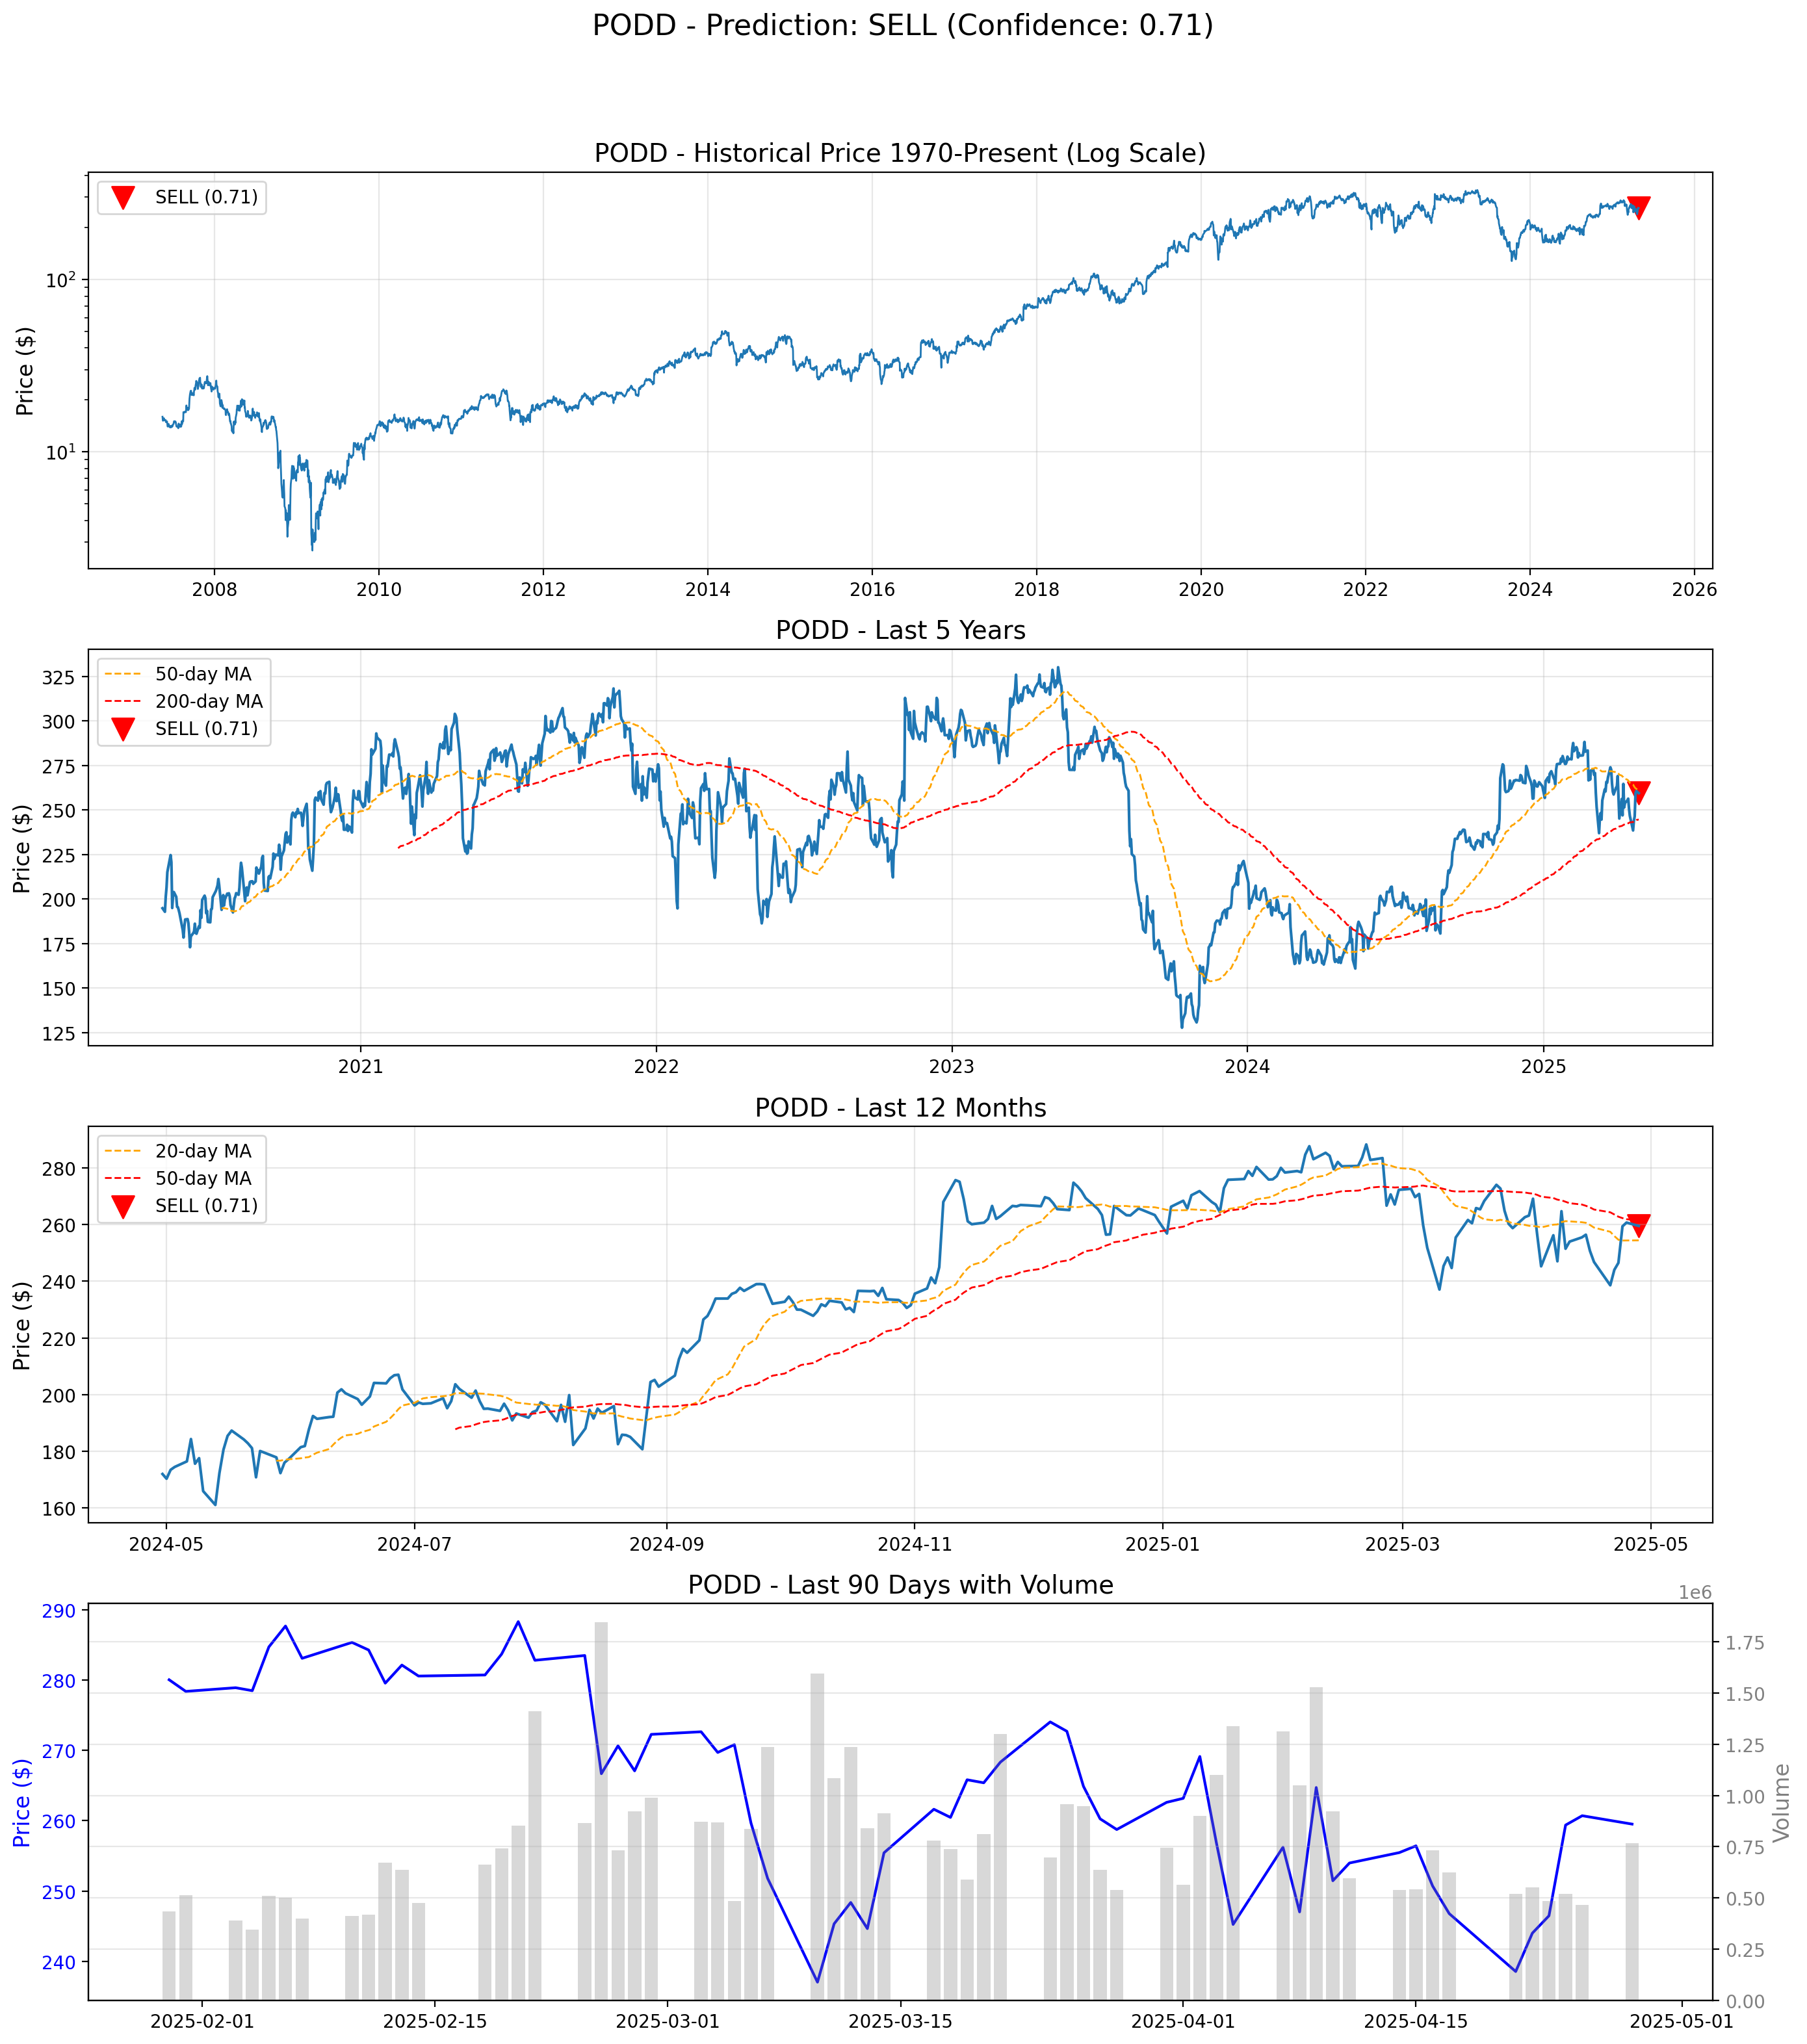 PODD - Prediction: SELL (Confidence: 0.71)
PODD - Historical Price 1970-Present (Log Scale)
SELL (0.71)
Price ($)
10²
10¹
2008 2010 2012 2014 2016 2018 2020 2022 2024 2026
PODD - Last 5 Years
50-day MA
200-day MA
SELL (0.71)
Price ($)
325
300
275
250
225
200
175
150
125
2021 2022 2023 2024 2025
PODD - Last 12 Months
20-day MA
50-day MA
SELL (0.71)
Price ($)
280
260
240
220
200
180
160
2024-05 2024-07 2024-09 2024-11 2025-01 2025-03 2025-05
PODD - Last 90 Days with Volume
1e6
Price ($)
290
280
270
260
250
240
1.75
1.50
1.25
1.00
0.75
0.50
0.25
0.00
Volume
2025-02-01 2025-02-15 2025-03-01 2025-03-15 2025-04-01 2025-04-15 2025-05-01